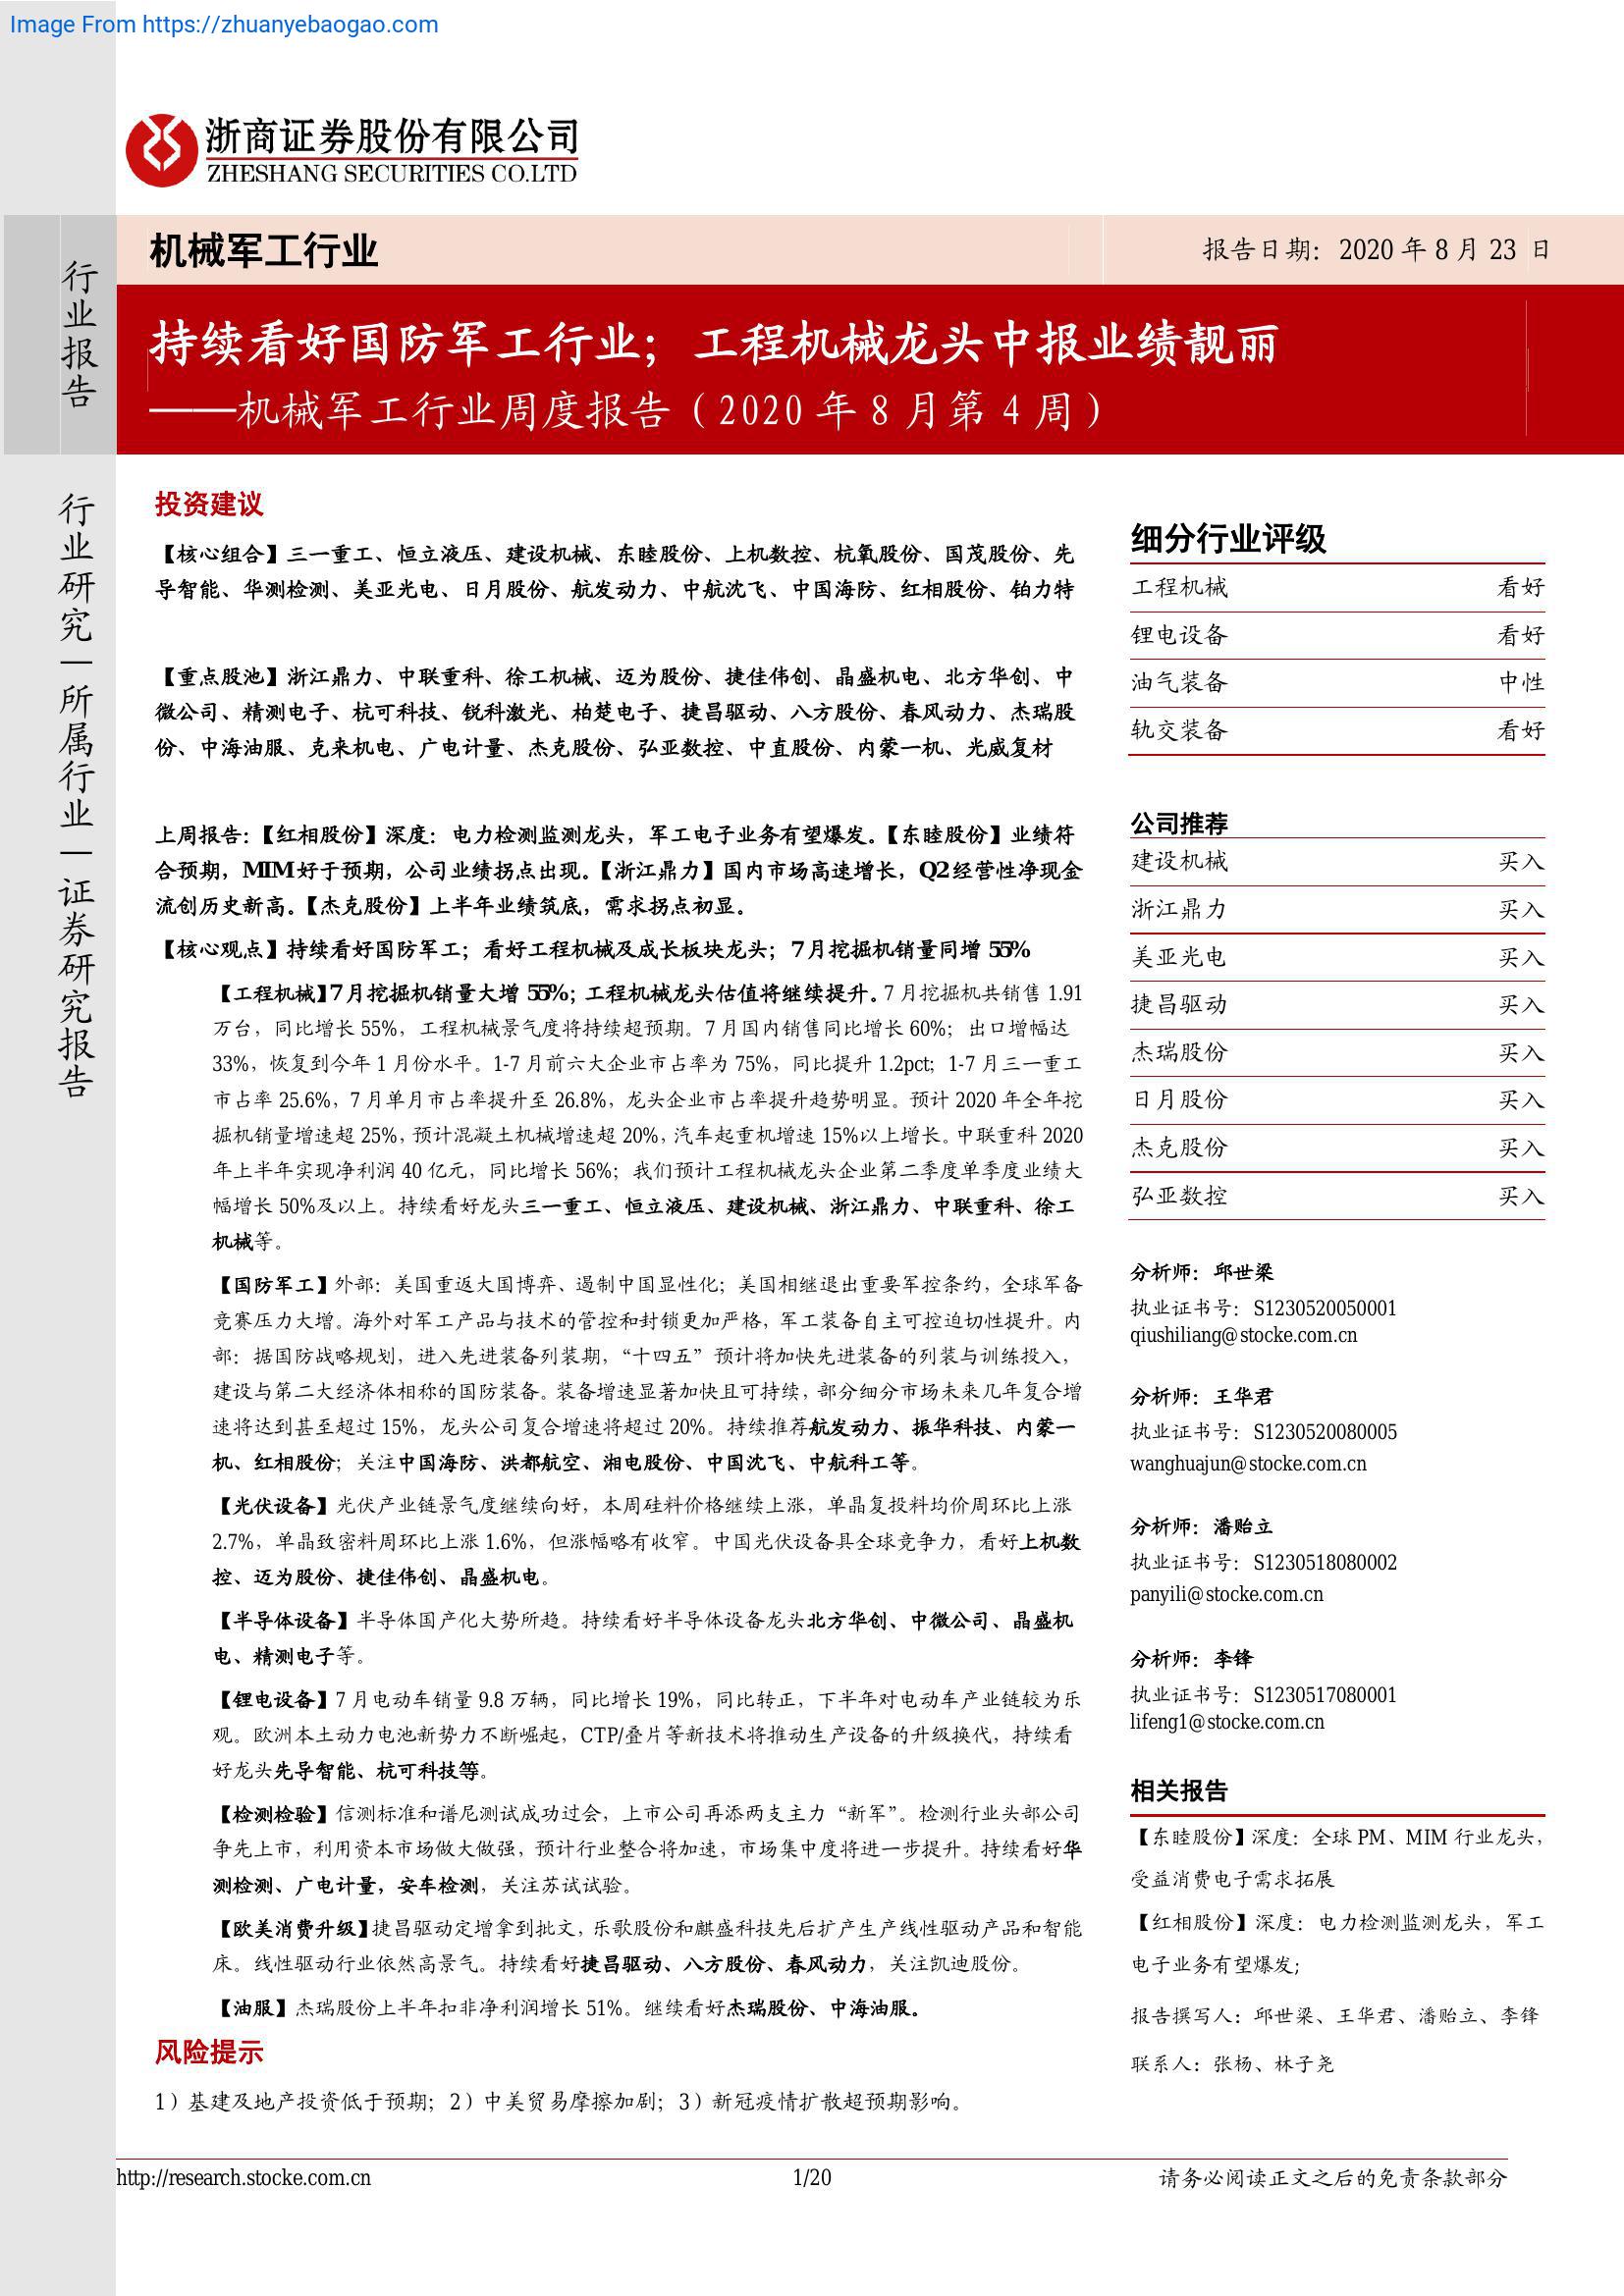 Image From https://zhuanyebaogao.com
浙商证券股份有限公司
ZHESHANG SECURITIES CO.LTD
行业报告
行业研究|所属行业|证券研究报告
机械军工行业
报告日期：2020 年 8 月 23 日
持续看好国防军工行业；工程机械龙头中报业绩靓丽
——机械军工行业周度报告（2020 年 8 月第 4 周）
投资建议
【核心组合】三一重工、恒立液压、建设机械、东睦股份、上机数控、杭氧股份、国茂股份、先
导智能、华测检测、美亚光电、日月股份、航发动力、中航沈飞、中国海防、红相股份、铂力特
【重点股池】浙江鼎力、中联重科、徐工机械、迈为股份、捷佳伟创、晶盛机电、北方华创、中
微公司、精测电子、杭可科技、锐科激光、柏楚电子、捷昌驱动、八方股份、春风动力、杰瑞股
份、中海油服、克来机电、广电计量、杰克股份、弘亚数控、中直股份、内蒙一机、光威复材
上周报告：【红相股份】深度：电力检测监测龙头，军工电子业务有望爆发。【东睦股份】业绩符
合预期，MIM好于预期，公司业绩拐点出现。【浙江鼎力】国内市场高速增长，Q2经营性净现金
流创历史新高。【杰克股份】上半年业绩筑底，需求拐点初显。
【核心观点】持续看好国防军工；看好工程机械及成长板块龙头；7月挖掘机销量同增 55%
【工程机械】7月挖掘机销量大增 55%；工程机械龙头估值将继续提升。7 月挖掘机共销售 1.91
万台，同比增长 55%，工程机械景气度将持续超预期。7 月国内销售同比增长 60%；出口增幅达
33%，恢复到今年 1 月份水平。1-7 月前六大企业市占率为 75%，同比提升 1.2pct；1-7 月三一重工
市占率 25.6%，7 月单月市占率提升至 26.8%，龙头企业市占率提升趋势明显。预计 2020 年全年挖
掘机销量增速超 25%，预计混凝土机械增速超 20%，汽车起重机增速 15%以上增长。中联重科 2020
年上半年实现净利润 40 亿元，同比增长 56%；我们预计工程机械龙头企业第二季度单季度业绩大
幅增长 50%及以上。持续看好龙头三一重工、恒立液压、建设机械、浙江鼎力、中联重科、徐工
机械等。
【国防军工】外部：美国重返大国博弈、遏制中国显性化；美国相继退出重要军控条约，全球军备
竞赛压力大增。海外对军工产品与技术的管控和封锁更加严格，军工装备自主可控迫切性提升。内
部：据国防战略规划，进入先进装备列装期，“十四五”预计将加快先进装备的列装与训练投入，
建设与第二大经济体相称的国防装备。装备增速显著加快且可持续，部分细分市场未来几年复合增
速将达到甚至超过 15%，龙头公司复合增速将超过 20%。持续推荐航发动力、振华科技、内蒙一
机、红相股份；关注中国海防、洪都航空、湘电股份、中国沈飞、中航科工等。
【光伏设备】光伏产业链景气度继续向好，本周硅料价格继续上涨，单晶复投料均价周环比上涨
2.7%，单晶致密料周环比上涨 1.6%，但涨幅略有收窄。中国光伏设备具全球竞争力，看好上机数
控、迈为股份、捷佳伟创、晶盛机电。
【半导体设备】半导体国产化大势所趋。持续看好半导体设备龙头北方华创、中微公司、晶盛机
电、精测电子等。
【锂电设备】7 月电动车销量 9.8 万辆，同比增长 19%，同比转正，下半年对电动车产业链较为乐
观。欧洲本土动力电池新势力不断崛起，CTP/叠片等新技术将推动生产设备的升级换代，持续看
好龙头先导智能、杭可科技等。
【检测检验】信测标准和谱尼测试成功过会，上市公司再添两支主力“新军”。检测行业头部公司
争先上市，利用资本市场做大做强，预计行业整合将加速，市场集中度将进一步提升。持续看好华
测检测、广电计量，安车检测，关注苏试试验。
【欧美消费升级】捷昌驱动定增拿到批文，乐歌股份和麒盛科技先后扩产生产线性驱动产品和智能
床。线性驱动行业依然高景气。持续看好捷昌驱动、八方股份、春风动力，关注凯迪股份。
【油服】杰瑞股份上半年扣非净利润增长 51%。继续看好杰瑞股份、中海油服。
风险提示
1）基建及地产投资低于预期；2）中美贸易摩擦加剧；3）新冠疫情扩散超预期影响。
细分行业评级
工程机械 看好
锂电设备 看好
油气装备 中性
轨交装备 看好
公司推荐
建设机械 买入
浙江鼎力 买入
美亚光电 买入
捷昌驱动 买入
杰瑞股份 买入
日月股份 买入
杰克股份 买入
弘亚数控 买入
分析师：邱世梁
执业证书号：S1230520050001
qiushiliang@stocke.com.cn
分析师：王华君
执业证书号：S1230520080005
wanghuajun@stocke.com.cn
分析师：潘贻立
执业证书号：S1230518080002
panyili@stocke.com.cn
分析师：李锋
执业证书号：S1230517080001
lifeng1@stocke.com.cn
相关报告
【东睦股份】深度：全球 PM、MIM 行业龙头，
受益消费电子需求拓展
【红相股份】深度：电力检测监测龙头，军工
电子业务有望爆发；
报告撰写人：邱世梁、王华君、潘贻立、李锋
联系人：张杨、林子尧
http://research.stocke.com.cn
1/20
请务必阅读正文之后的免责条款部分